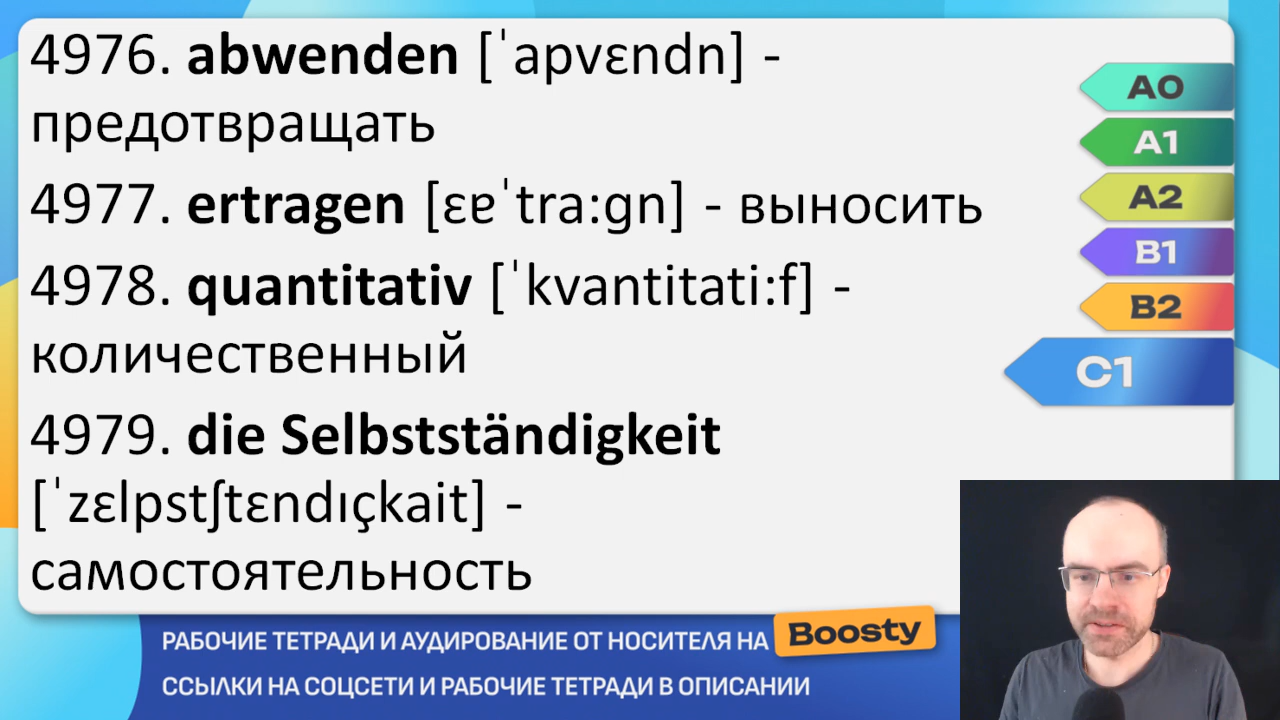 4976. abwenden [ˈapvɛndn] -
предотвращать
4977. ertragen [ɛɐˈtra:gn] - выносить
4978. quantitativ [ˈkvantitati:f] -
количественный
4979. die Selbstständigkeit
[ˈzɛlpstʃtɛndıçkait] -
самостоятельность
A0
A1
A2
B1
B2
C1
РАБОЧИЕ ТЕТРАДИ И АУДИРОВАНИЕ ОТ НОСИТЕЛЯ НА Boosty
ССЫЛКИ НА СОЦСЕТИ И РАБОЧИЕ ТЕТРАДИ В ОПИСАНИИ